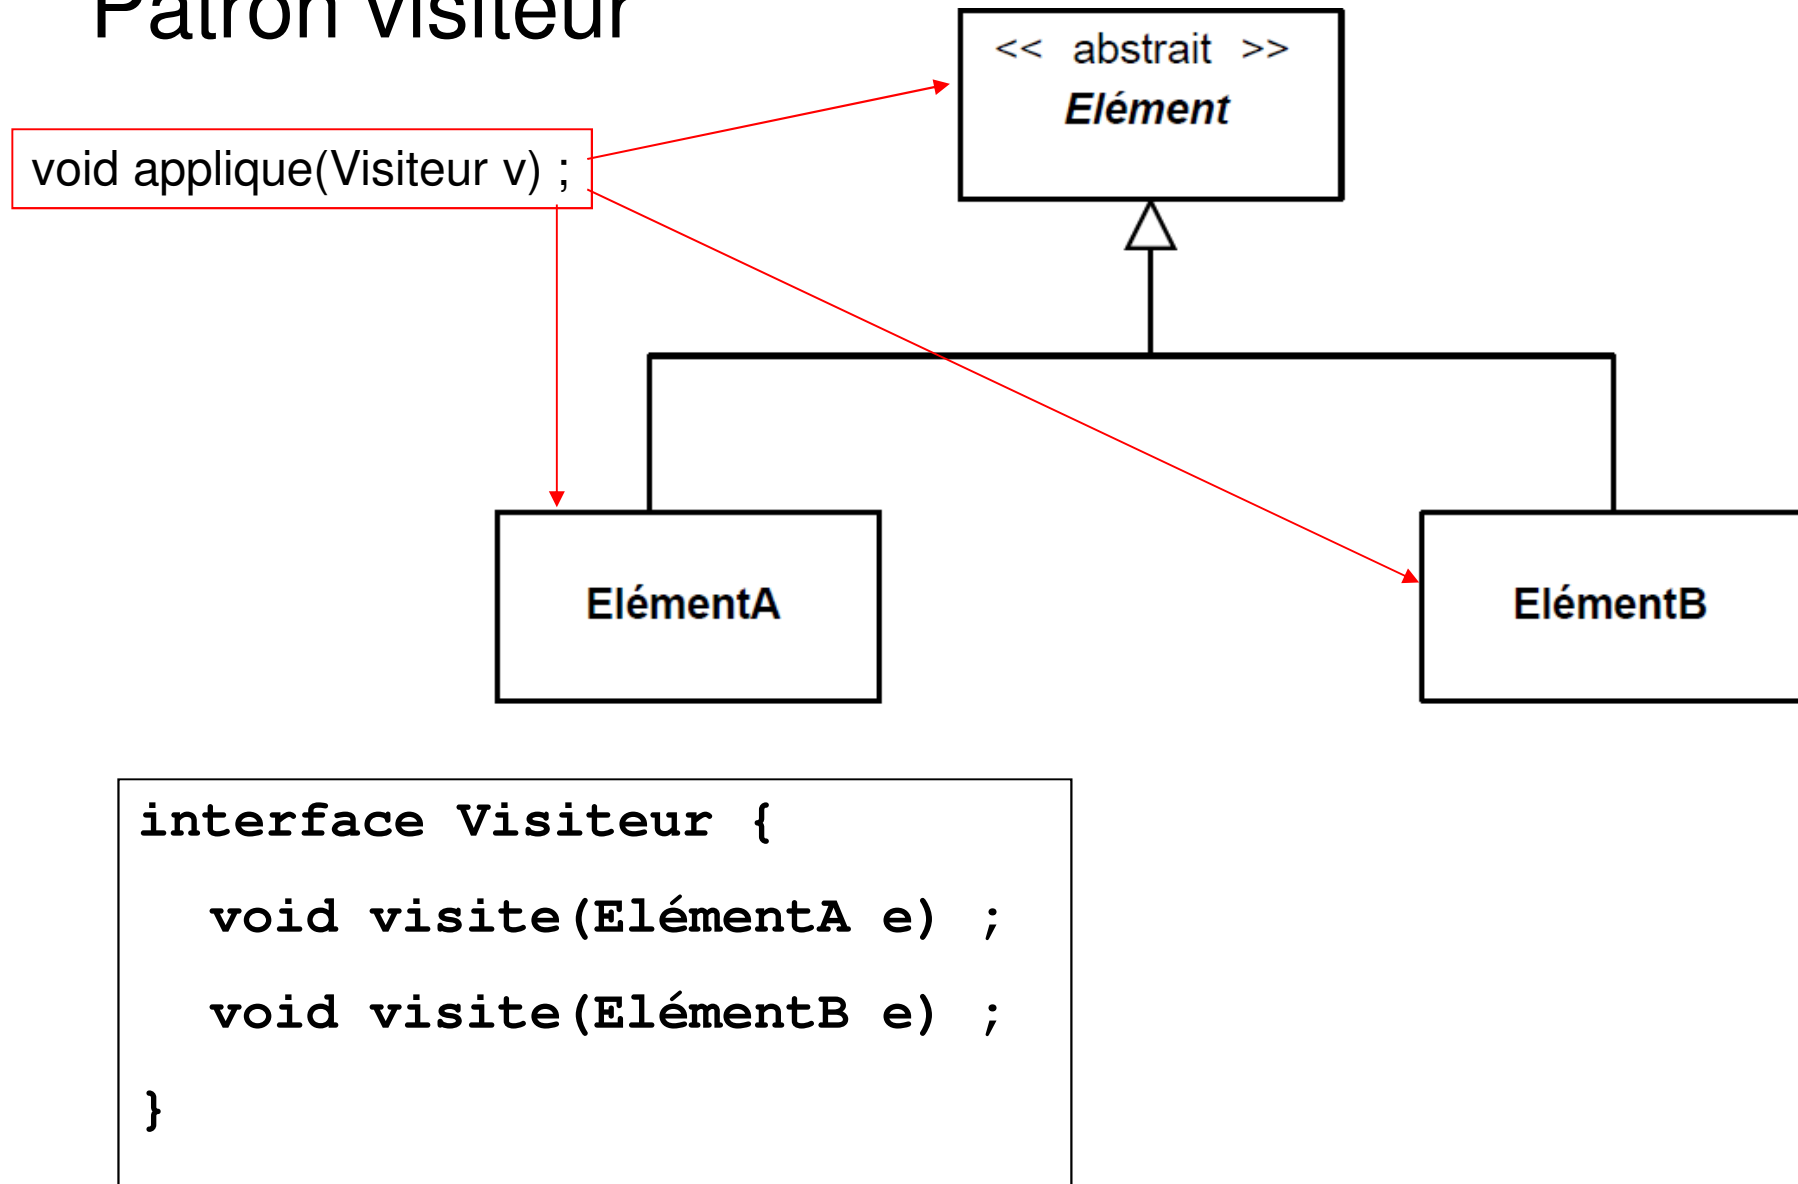 Patron visiteur
<< abstrait >>
Elément
void applique(Visiteur v) ;
ElémentA
ElémentB
interface Visiteur {
void visite(ElémentA e) ;
void visite(ElémentB e) ;
}